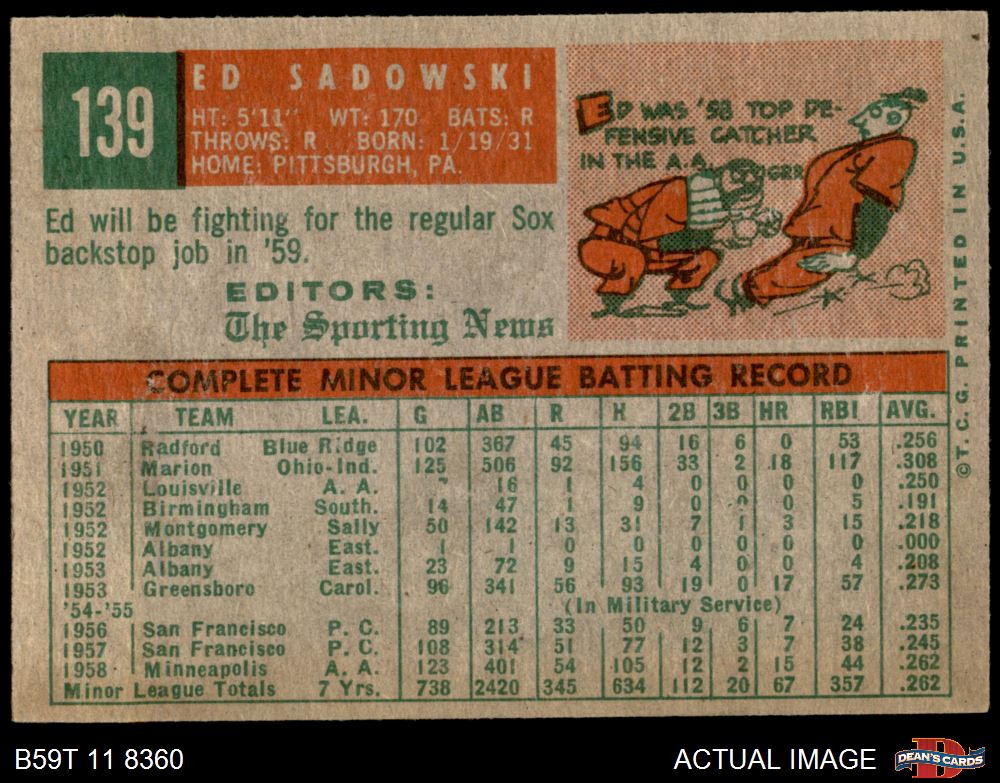 139
ED SADOWSKI
HT: 5'11" WT: 170 BATS: R
THROWS: R BORN: 1/19/31
HOME: PITTSBURGH, PA.
Ed will be fighting for the regular Sox
backstop job in '59.
EDITORS:
The Sporting News
ED WAS '58 TOP DE-
FENSIVE CATCHER
IN THE A.A.
GRR
©T.C.G. PRINTED IN U.S.A.
COMPLETE MINOR LEAGUE BATTING RECORD
YEAR TEAM LEA. G AB R H 2B 3B HR RBI AVG.
1950 Radford Blue Ridge 102 367 45 94 16 6 0 53 .256
1951 Marion Ohio-Ind. 125 506 92 156 33 2 18 117 .308
1952 Louisville A. A. 16 1 4 0 0 0 0 .250
1952 Birmingham South. 14 47 1 9 0 0 0 5 .191
1952 Montgomery Sally 50 142 13 31 7 1 3 15 .218
1952 Albany East. 1 1 0 0 0 0 0 0 .000
1953 Albany East. 23 72 9 15 4 0 0 4 .208
1953 Greensboro Carol. 96 341 56 93 19 0 17 57 .273
'54-'55 (In Military Service)
1956 San Francisco P. C. 89 213 33 50 9 6 7 24 .235
1957 San Francisco P. C. 108 314 51 77 12 3 7 38 .245
1958 Minneapolis A. A. 123 401 54 105 12 2 15 44 .262
Minor League Totals 7 Yrs. 738 2420 345 634 112 20 67 357 .262
B59T 11 8360
ACTUAL IMAGE
D
DEAN'S CARDS